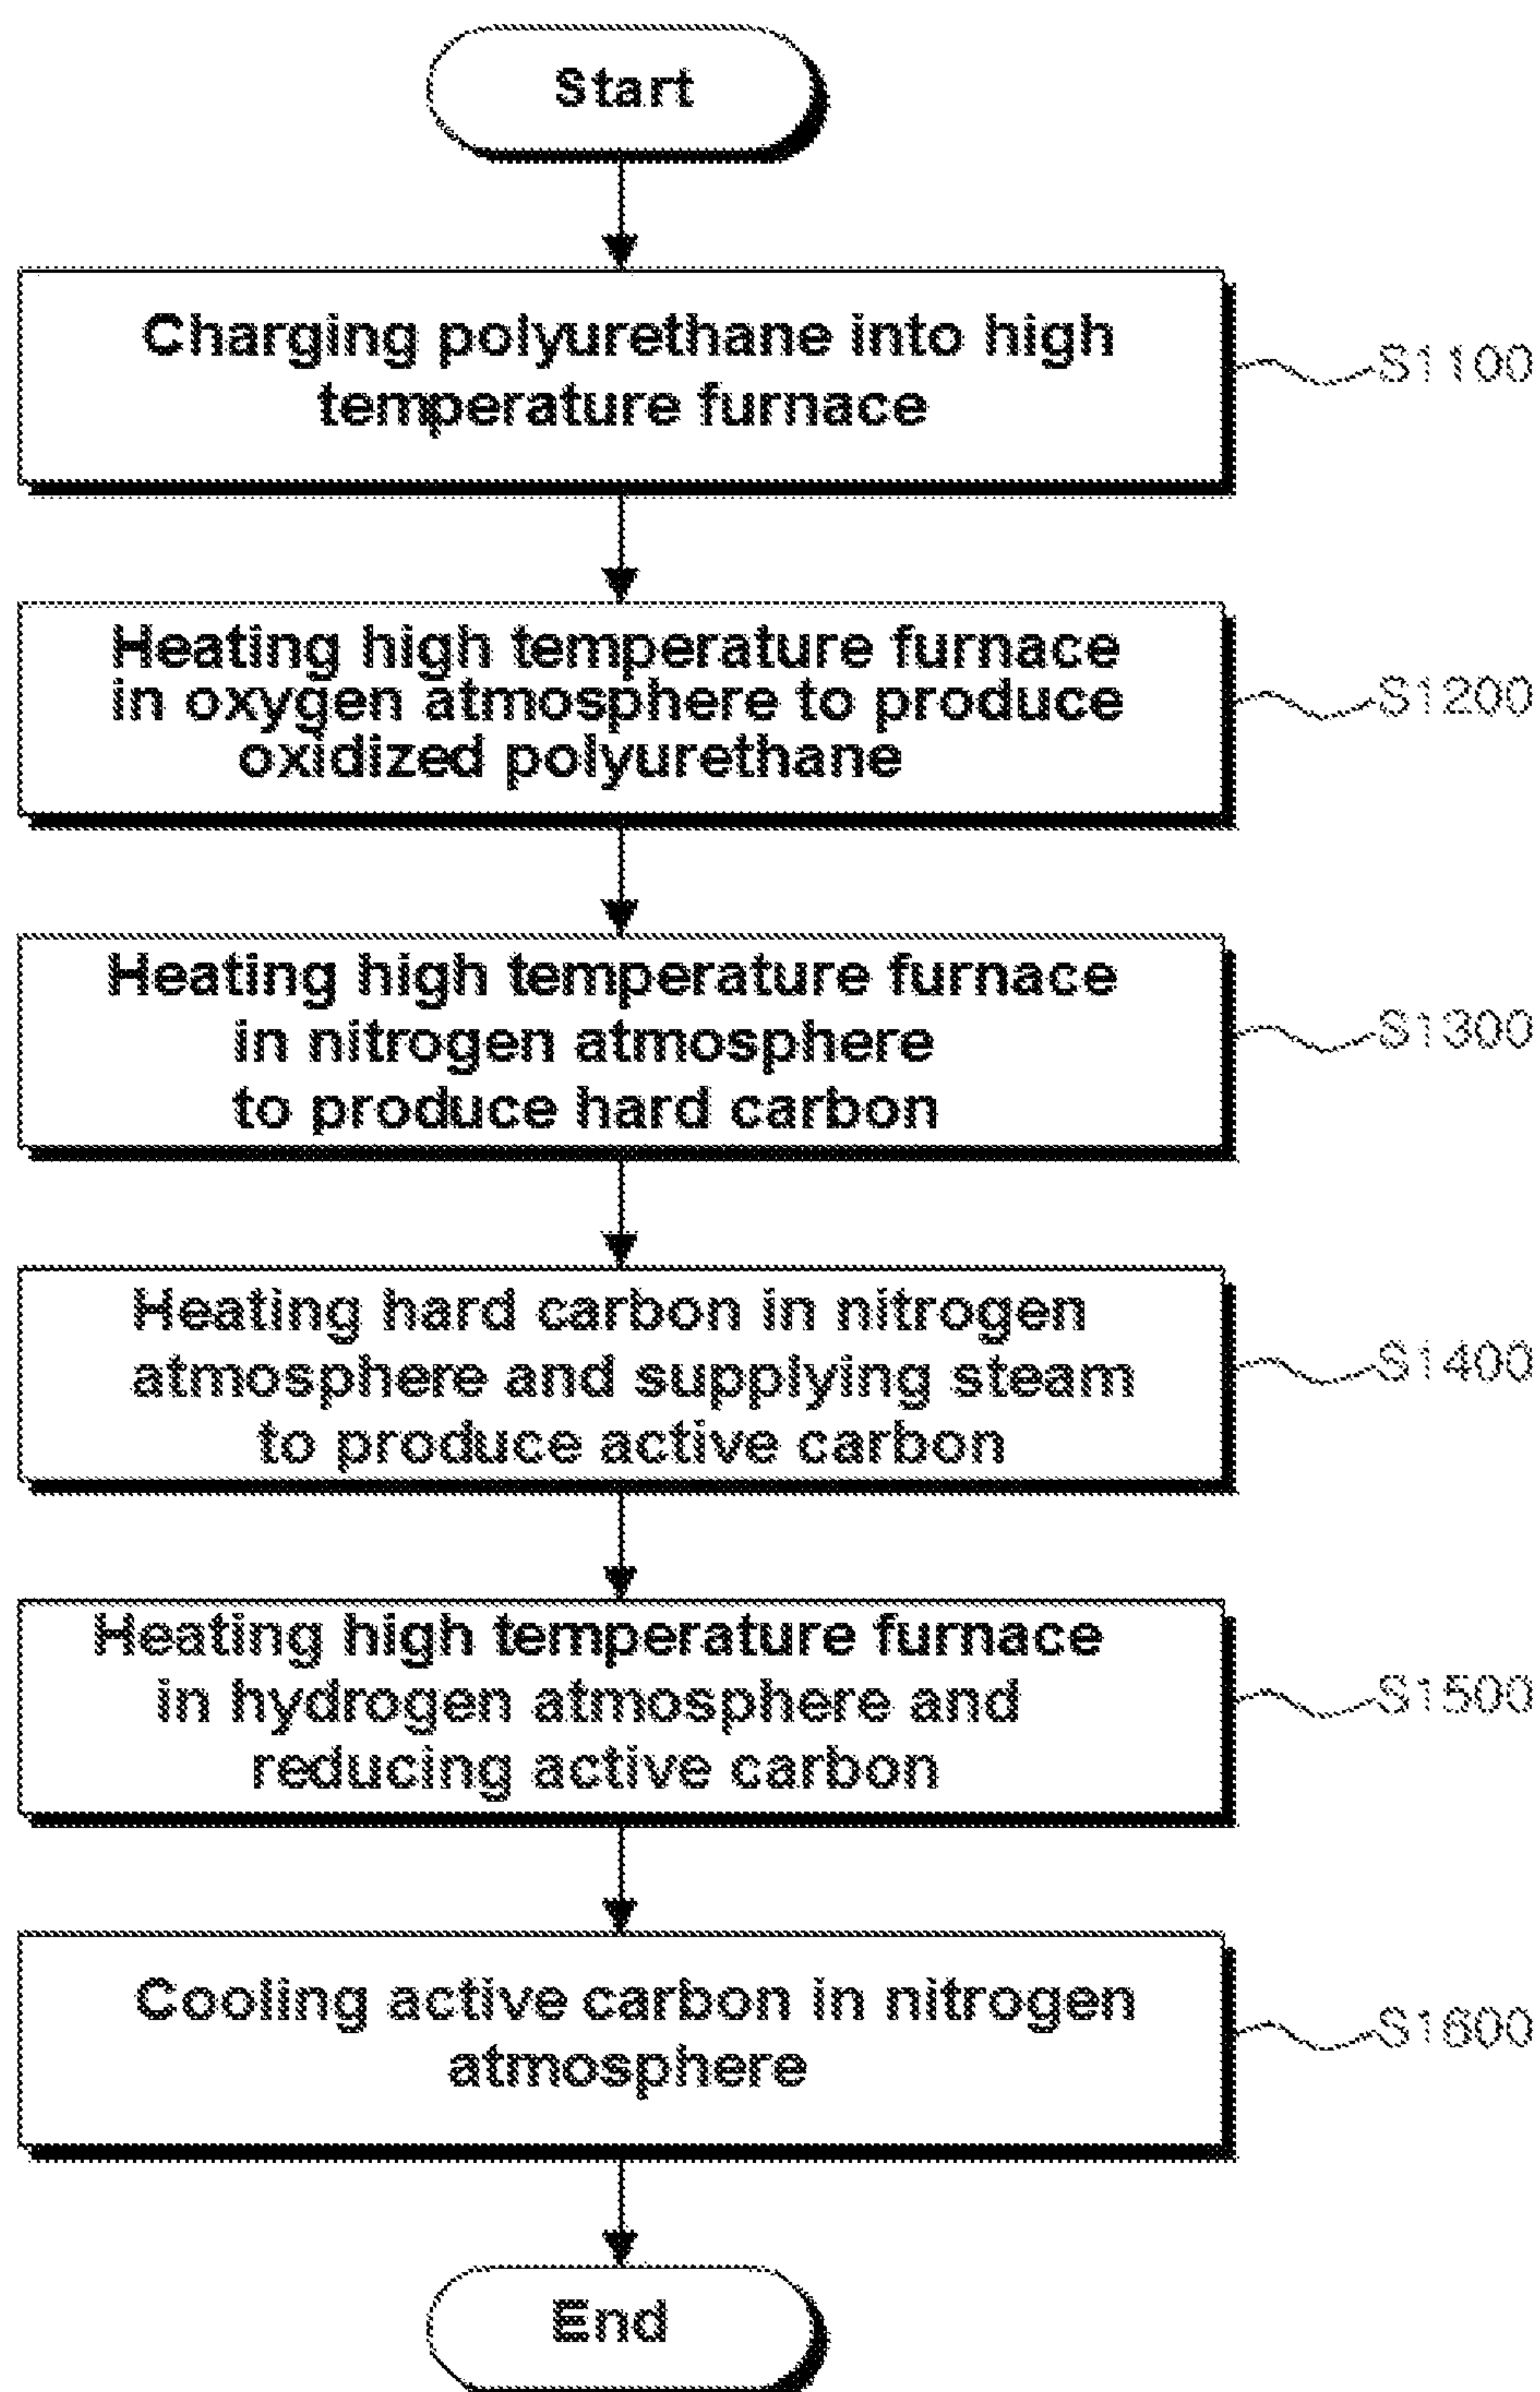 Start
Charging polyurethane into high
temperature furnace
S1100
Heating high temperature furnace
in oxygen atmosphere to produce
oxidized polyurethane
S1200
Heating high temperature furnace
in nitrogen atmosphere
to produce hard carbon
S1300
Heating hard carbon in nitrogen
atmosphere and supplying steam
to produce active carbon
S1400
Heating high temperature furnace
in hydrogen atmosphere and
reducing active carbon
S1500
Cooling active carbon in nitrogen
atmosphere
S1600
End